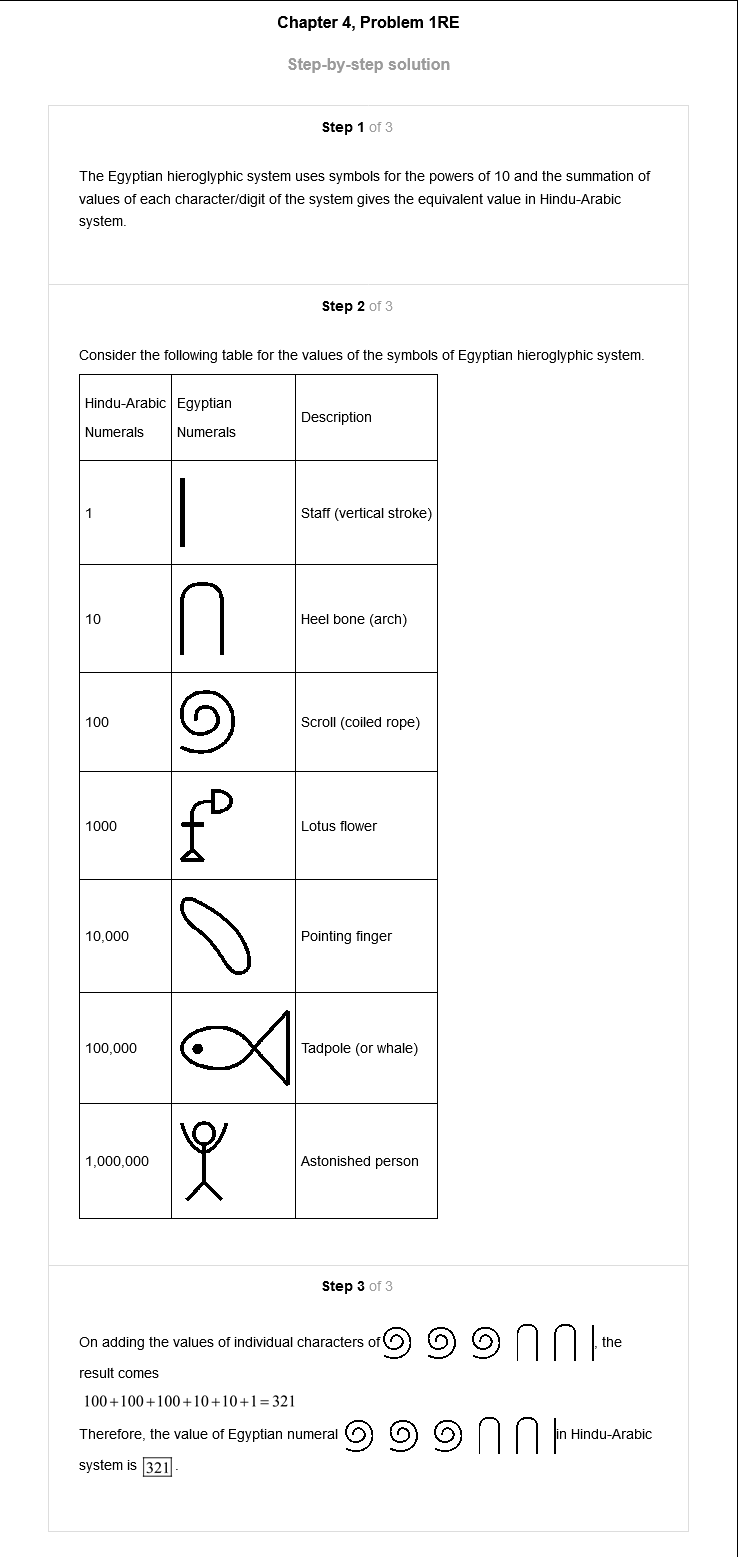 Chapter 4, Problem 1RE
Step-by-step solution
Step 1 of 3
The Egyptian hieroglyphic system uses symbols for the powers of 10 and the summation of
values of each character/digit of the system gives the equivalent value in Hindu-Arabic
system.
Step 2 of 3
Consider the following table for the values of the symbols of Egyptian hieroglyphic system.
Hindu-Arabic Numerals Egyptian Numerals Description
1 Staff (vertical stroke)
10 Heel bone (arch)
100 Scroll (coiled rope)
1000 Lotus flower
10,000 Pointing finger
100,000 Tadpole (or whale)
1,000,000 Astonished person
Step 3 of 3
On adding the values of individual characters of , the
result comes
100+100+100+10+10+1=321
Therefore, the value of Egyptian numeral in Hindu-Arabic
system is 321.